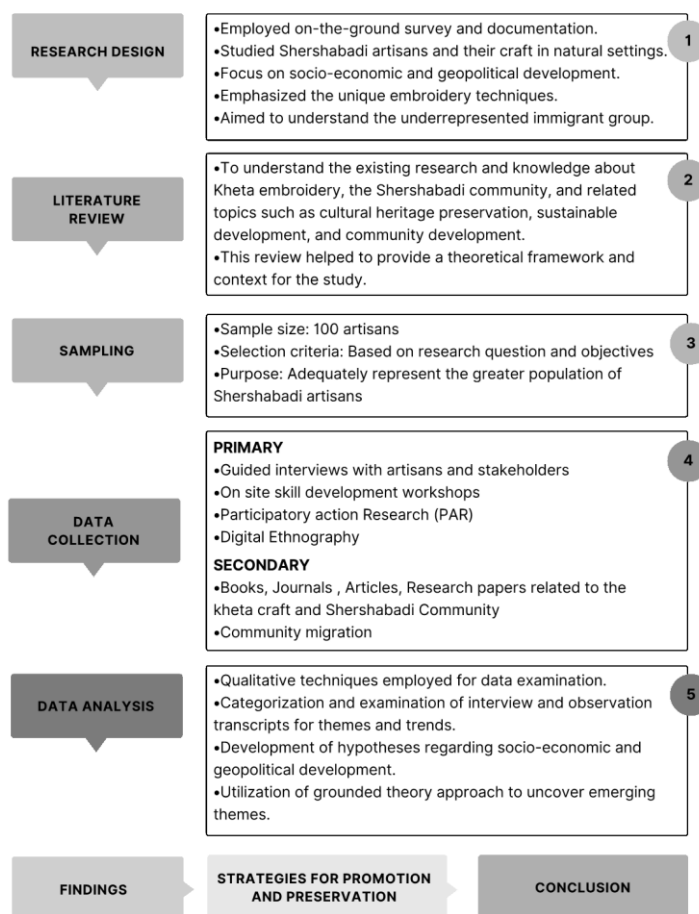 RESEARCH DESIGN
•Employed on-the-ground survey and documentation.
•Studied Shershabadi artisans and their craft in natural settings.
•Focus on socio-economic and geopolitical development.
•Emphasized the unique embroidery techniques.
•Aimed to understand the underrepresented immigrant group.
1
LITERATURE
REVIEW
•To understand the existing research and knowledge about
Kheta embroidery, the Shershabadi community, and related
topics such as cultural heritage preservation, sustainable
development, and community development.
•This review helped to provide a theoretical framework and
context for the study.
2
SAMPLING
•Sample size: 100 artisans
•Selection criteria: Based on research question and objectives
•Purpose: Adequately represent the greater population of
Shershabadi artisans
3
DATA
COLLECTION
PRIMARY
•Guided interviews with artisans and stakeholders
•On site skill development workshops
•Participatory action Research (PAR)
•Digital Ethnography
SECONDARY
•Books, Journals , Articles, Research papers related to the
kheta craft and Shershabadi Community
•Community migration
4
DATA ANALYSIS
•Qualitative techniques employed for data examination.
•Categorization and examination of interview and observation
transcripts for themes and trends.
•Development of hypotheses regarding socio-economic and
geopolitical development.
•Utilization of grounded theory approach to uncover emerging
themes.
5
FINDINGS
STRATEGIES FOR PROMOTION
AND PRESERVATION
CONCLUSION